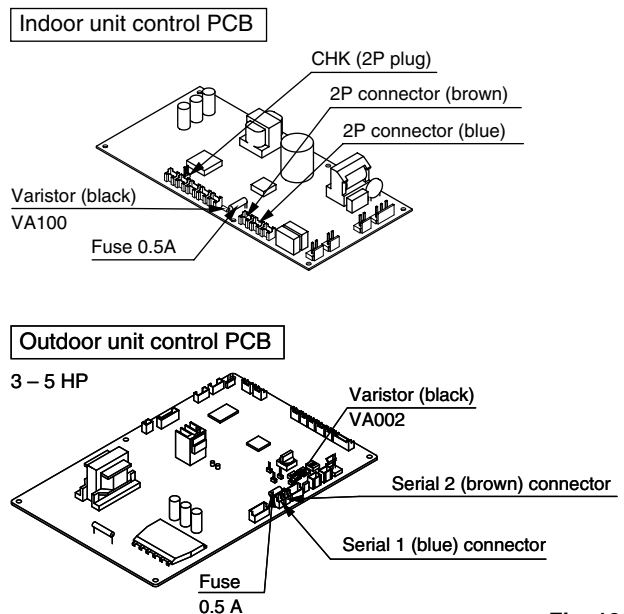 Indoor unit control PCB
CHK (2P plug)
2P connector (brown)
2P connector (blue)
Varistor (black)
VA100
Fuse 0.5A
Outdoor unit control PCB
3 – 5 HP
Varistor (black)
VA002
Serial 2 (brown) connector
Serial 1 (blue) connector
Fuse
0.5 A